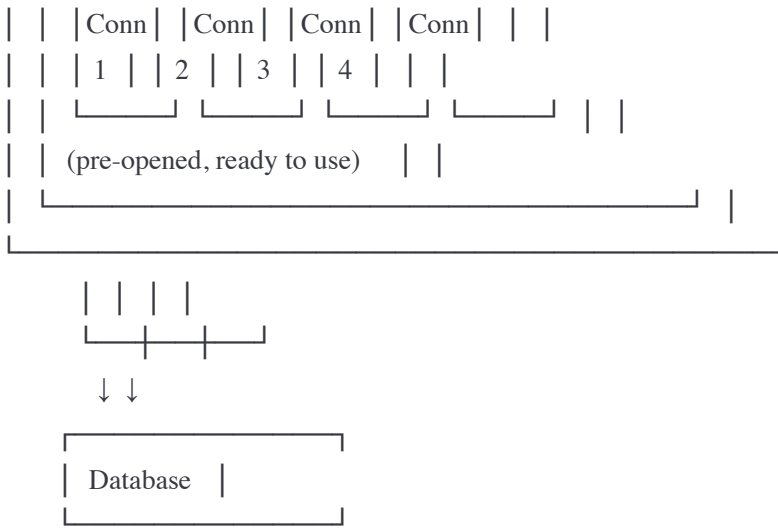 │ │ │Conn│ │Conn│ │Conn│ │Conn│ │ │
│ │ │ 1 │ │ 2 │ │ 3 │ │ 4 │ │ │
│ │ └─────┘ └─────┘ └─────┘ └─────┘ │ │
│ │ (pre-opened, ready to use) │ │
│ └──────────────────────────────────┘ │
└──────────────────────────────────────
│ │ │ │
└──┼──┼──┘
↓ ↓
┌──────────────┐
│ Database │
└──────────────┘